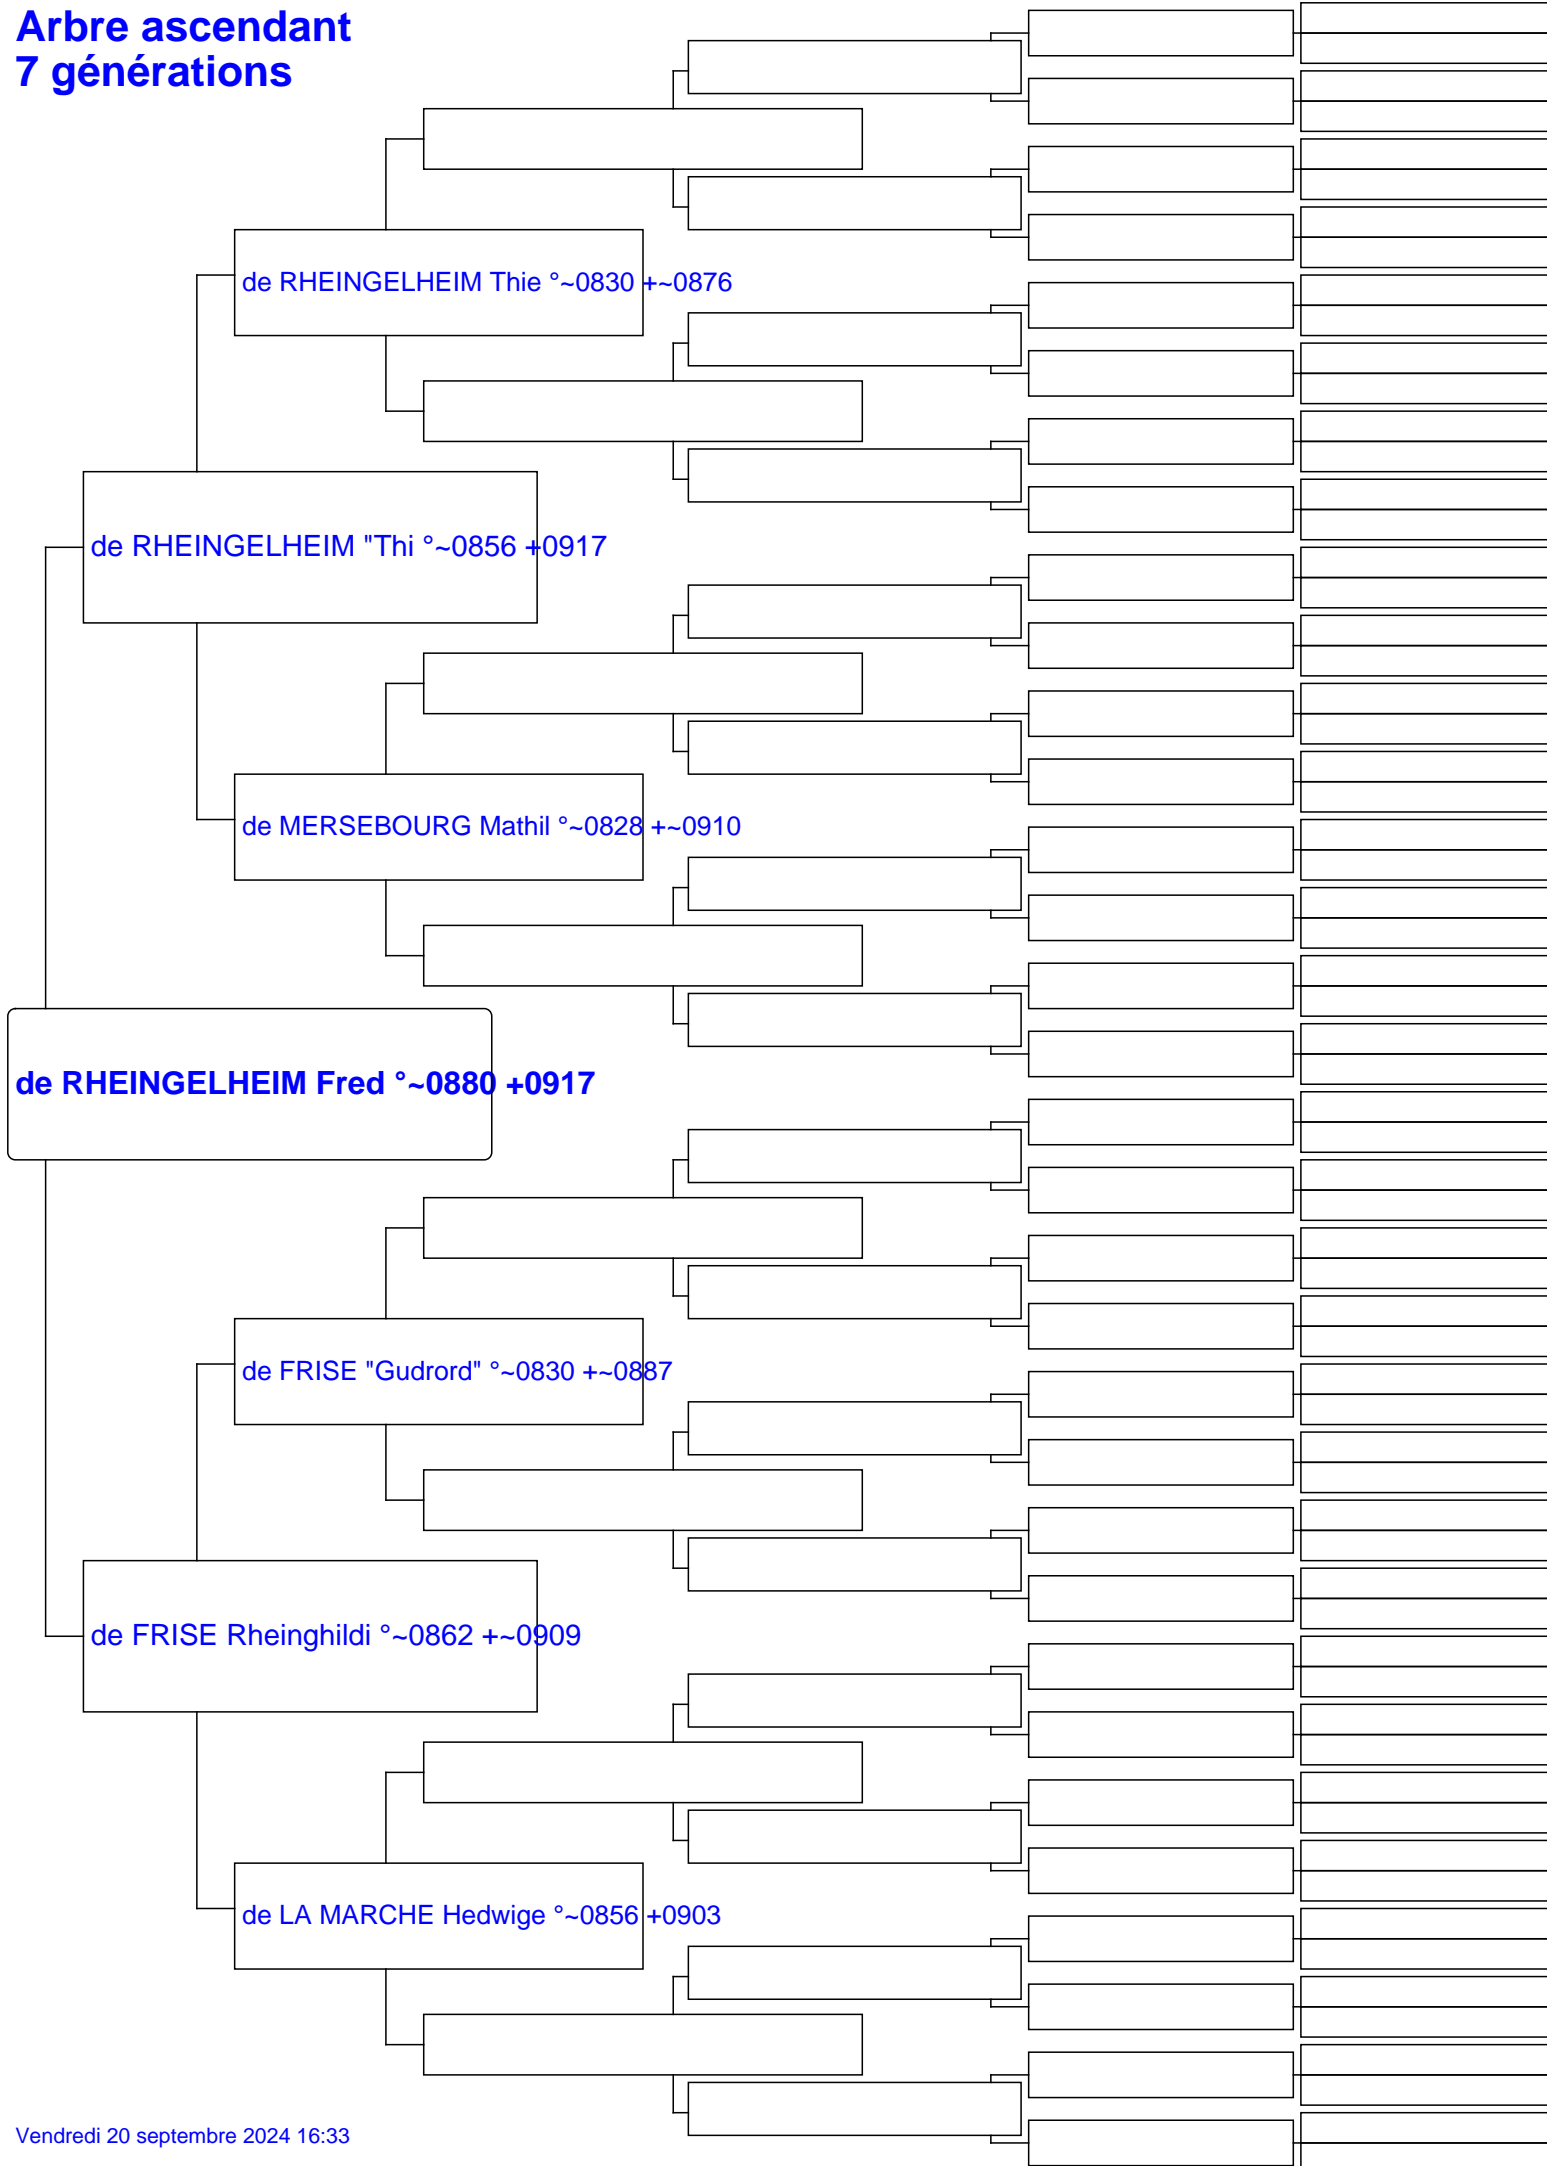 Arbre ascendant
7 générations
de RHEINGELHEIM Thie °~0830 +~0876
de RHEINGELHEIM "Thi °~0856 +0917
de MERSEBOURG Mathil °~0828 +~0910
de RHEINGELHEIM Fred °~0880 +0917
de FRISE "Gudrord" °~0830 +~0887
de FRISE Rheinghildi °~0862 +~0909
de LA MARCHE Hedwige °~0856 +0903
Vendredi 20 septembre 2024 16:33